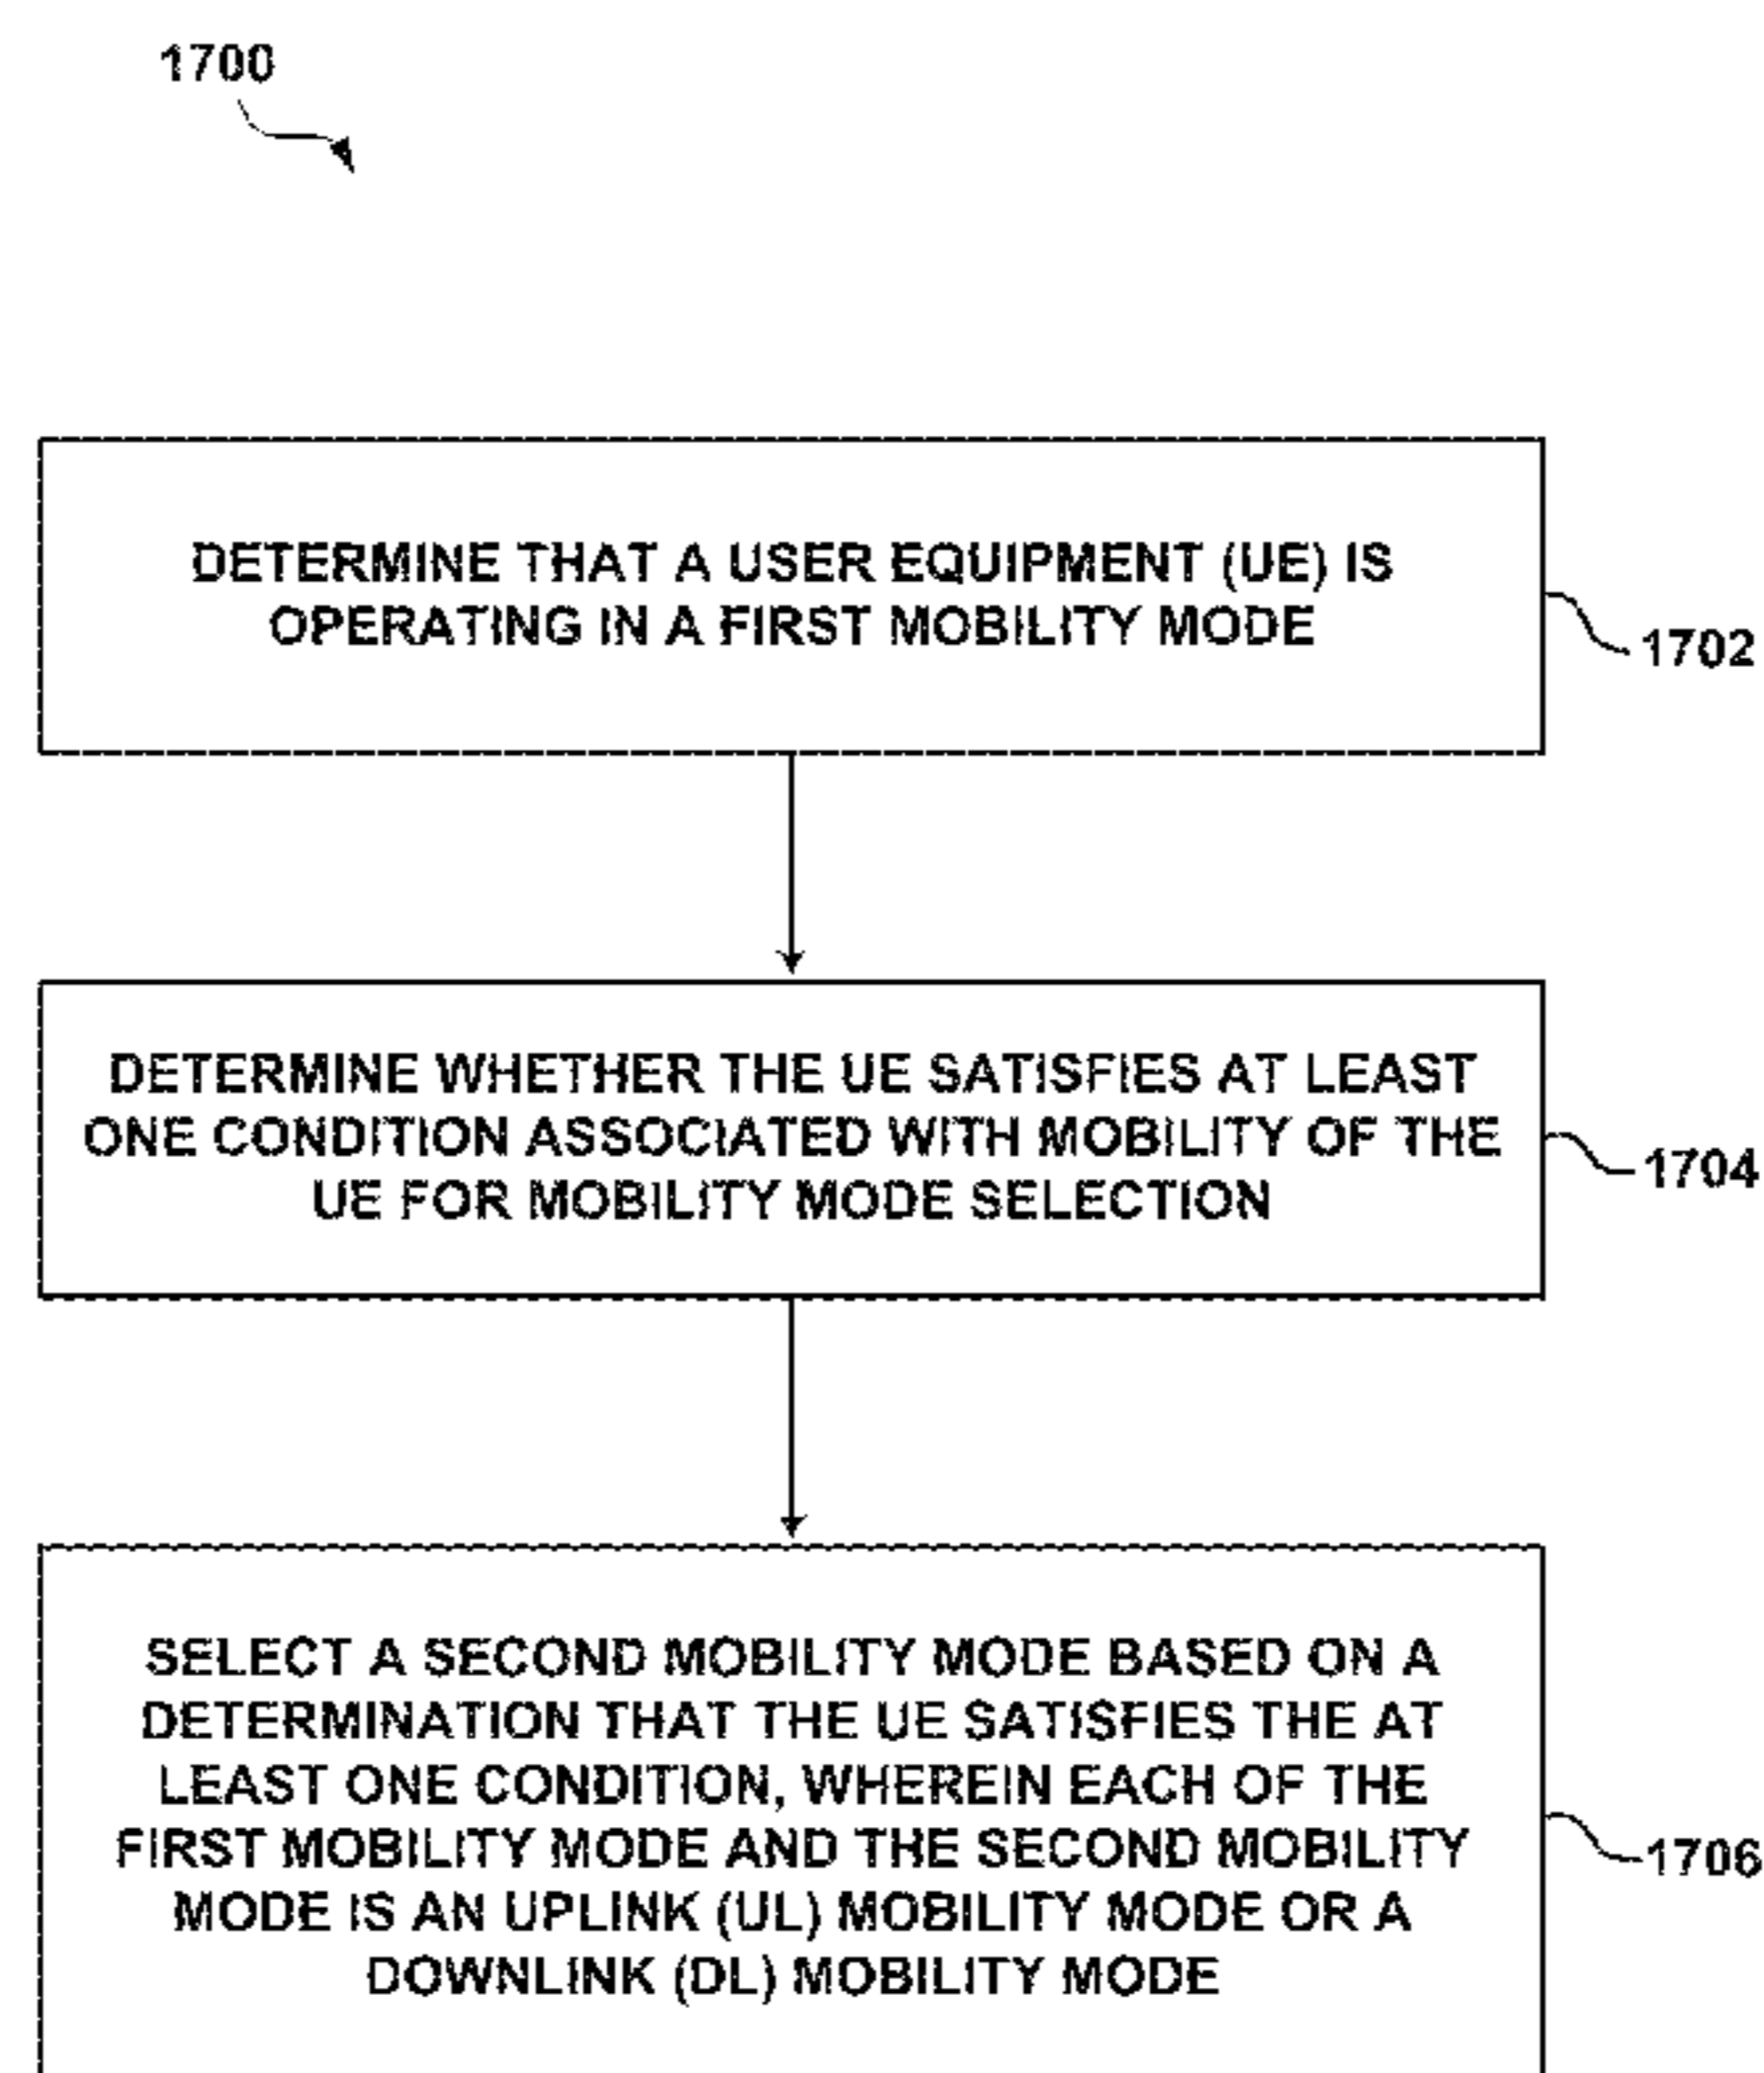 1700
DETERMINE THAT A USER EQUIPMENT (UE) IS
OPERATING IN A FIRST MOBILITY MODE
1702
DETERMINE WHETHER THE UE SATISFIES AT LEAST
ONE CONDITION ASSOCIATED WITH MOBILITY OF THE
UE FOR MOBILITY MODE SELECTION
1704
SELECT A SECOND MOBILITY MODE BASED ON A
DETERMINATION THAT THE UE SATISFIES THE AT
LEAST ONE CONDITION, WHEREIN EACH OF THE
FIRST MOBILITY MODE AND THE SECOND MOBILITY
MODE IS AN UPLINK (UL) MOBILITY MODE OR A
DOWNLINK (DL) MOBILITY MODE
1706